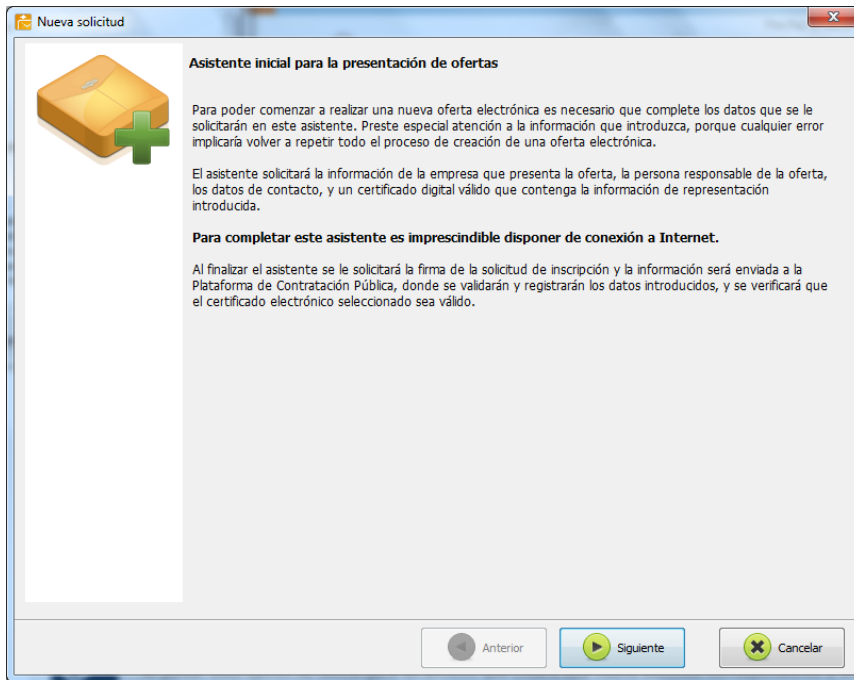 Nueva solicitud
Asistente inicial para la presentación de ofertas
Para poder comenzar a realizar una nueva oferta electrónica es necesario que complete los datos que se le
solicitarán en este asistente. Preste especial atención a la información que introduzca, porque cualquier error
implicaría volver a repetir todo el proceso de creación de una oferta electrónica.
El asistente solicitará la información de la empresa que presenta la oferta, la persona responsable de la oferta,
los datos de contacto, y un certificado digital válido que contenga la información de representación
introducida.
Para completar este asistente es imprescindible disponer de conexión a Internet.
Al finalizar el asistente se le solicitará la firma de la solicitud de inscripción y la información será enviada a la
Plataforma de Contratación Pública, donde se validarán y registrarán los datos introducidos, y se verificará que
el certificado electrónico seleccionado sea válido.
Anterior
Siguiente
Cancelar